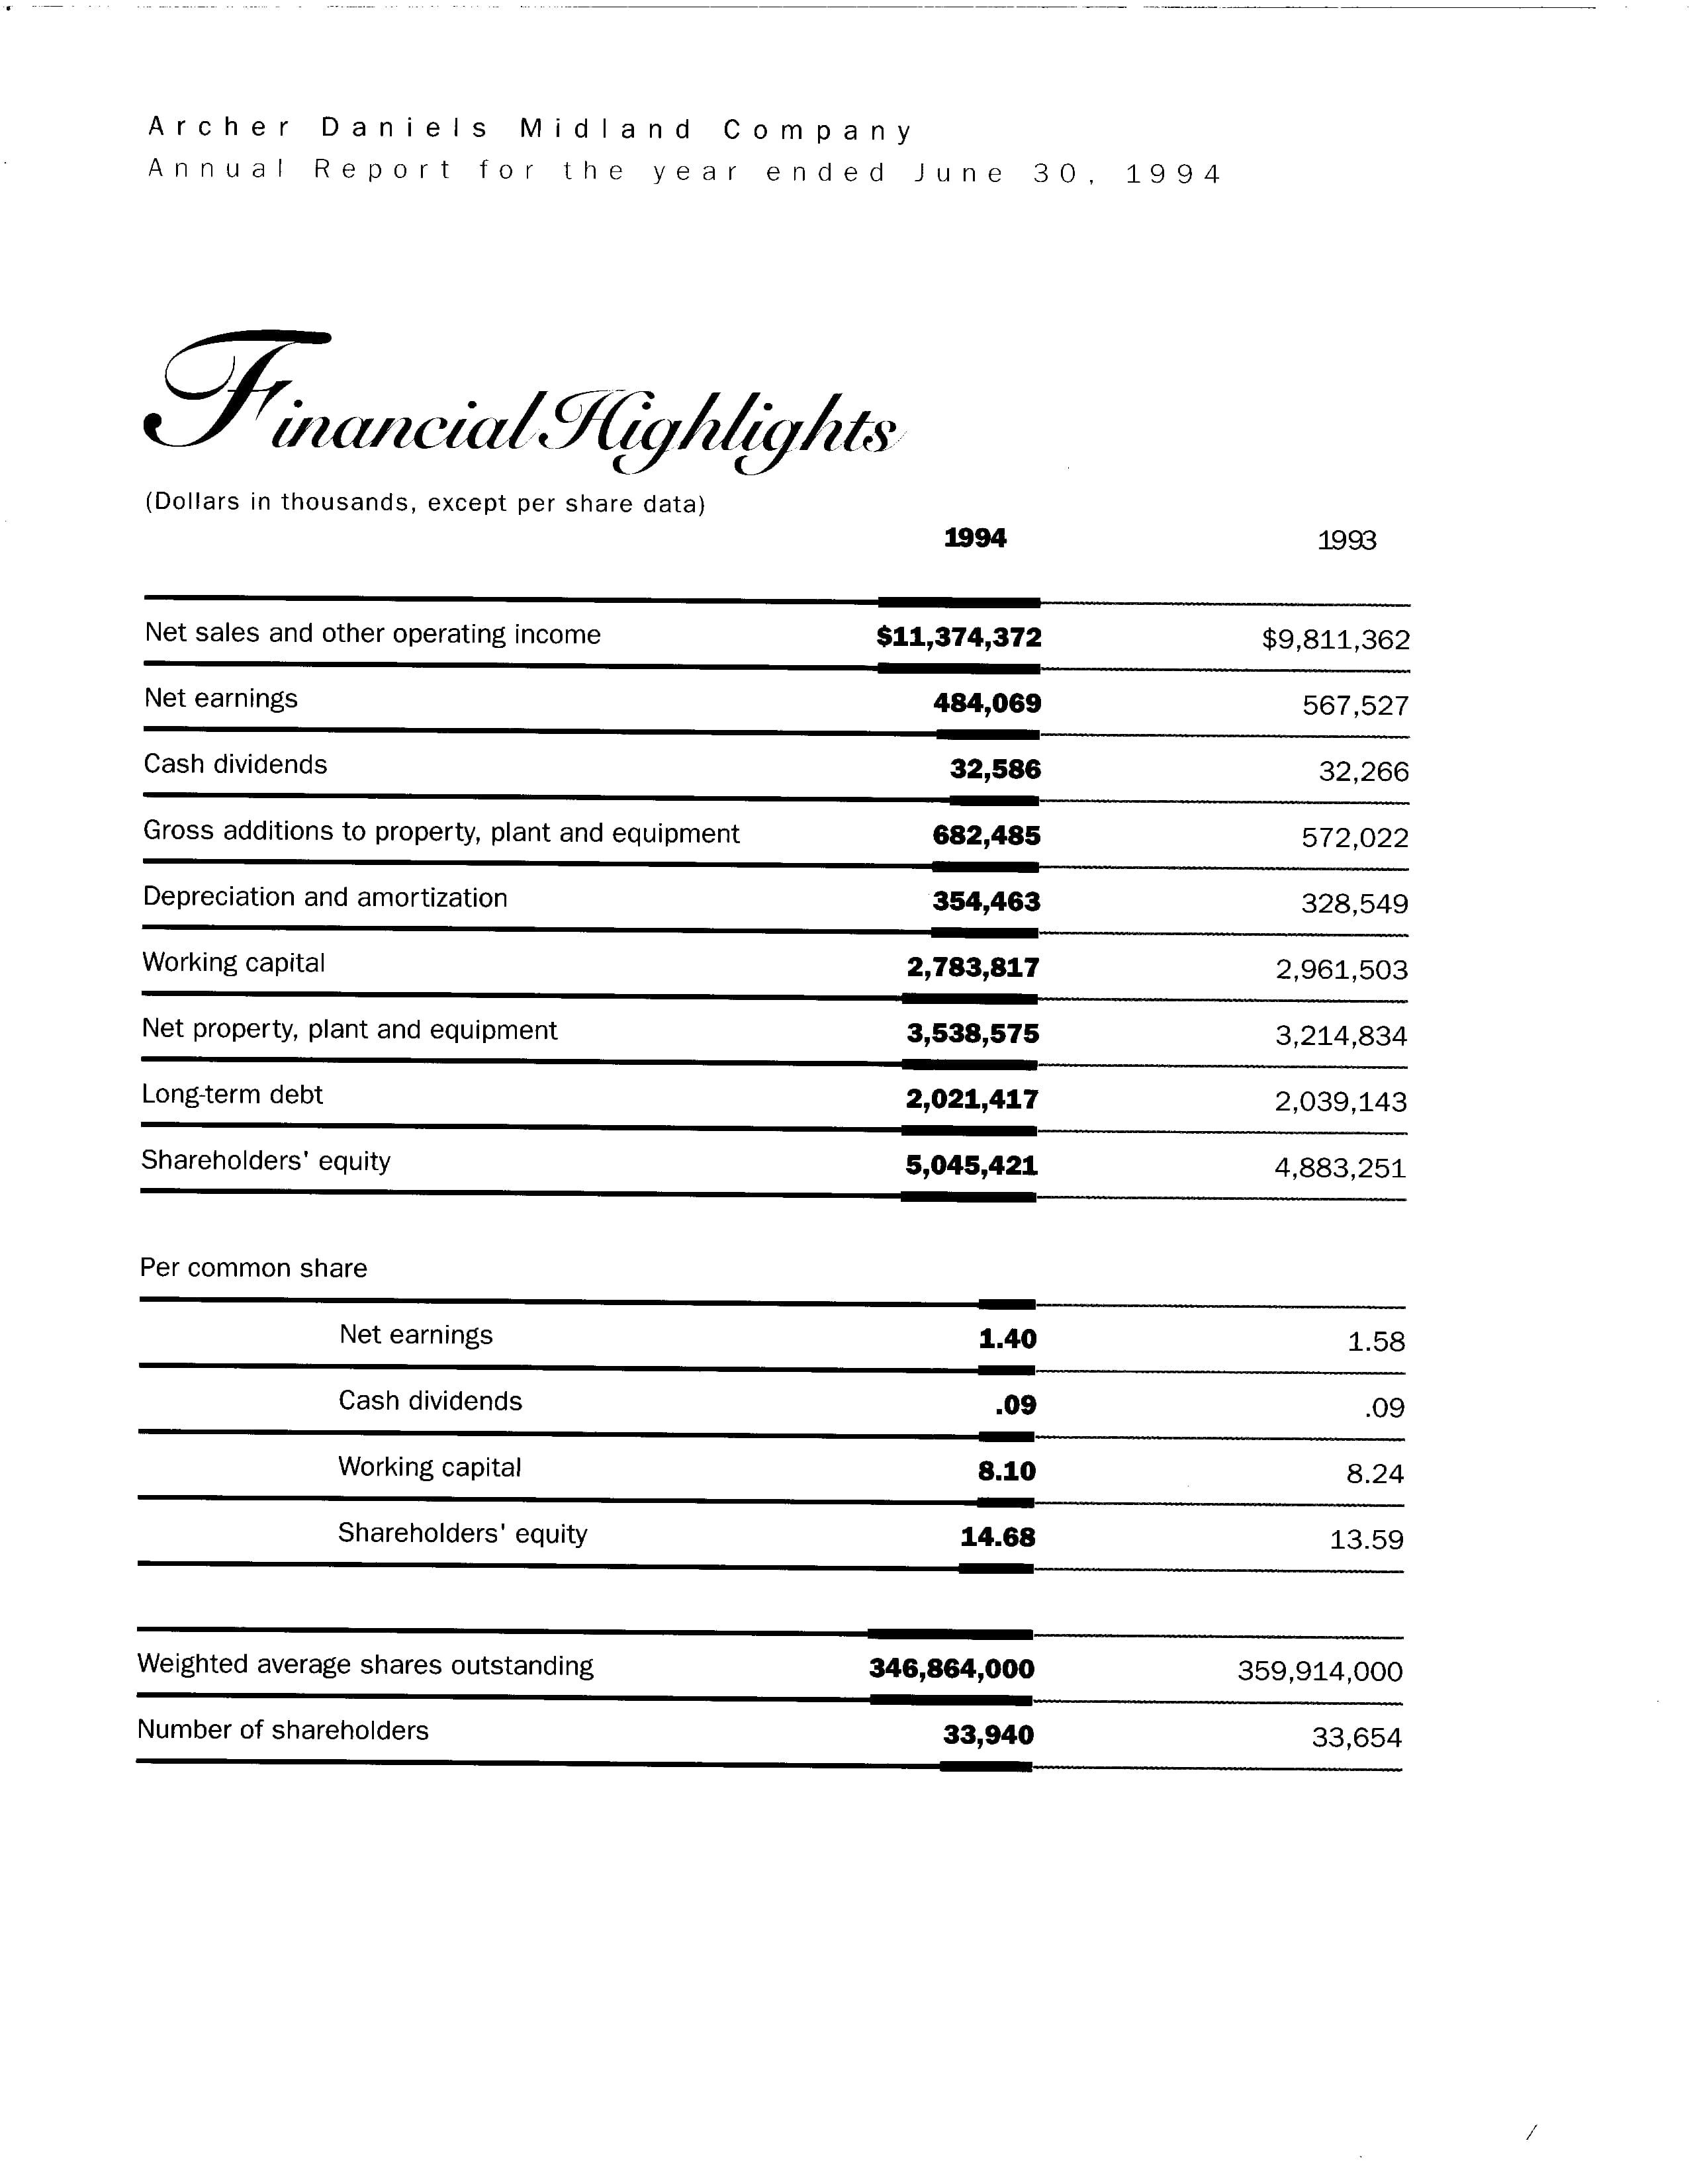 Archer Daniels Midland Company
Annual Report for the year ended June 30, 1994
Financial Highlights
(Dollars in thousands, except per share data)
1994 1993
Net sales and other operating income $11,374,372 $9,811,362
Net earnings 484,069 567,527
Cash dividends 32,586 32,266
Gross additions to property, plant and equipment 682,485 572,022
Depreciation and amortization 354,463 328,549
Working capital 2,783,817 2,961,503
Net property, plant and equipment 3,538,575 3,214,834
Long-term debt 2,021,417 2,039,143
Shareholders' equity 5,045,421 4,883,251
Per common share
Net earnings 1.40 1.58
Cash dividends .09 .09
Working capital 8.10 8.24
Shareholders' equity 14.68 13.59
Weighted average shares outstanding 346,864,000 359,914,000
Number of shareholders 33,940 33,654